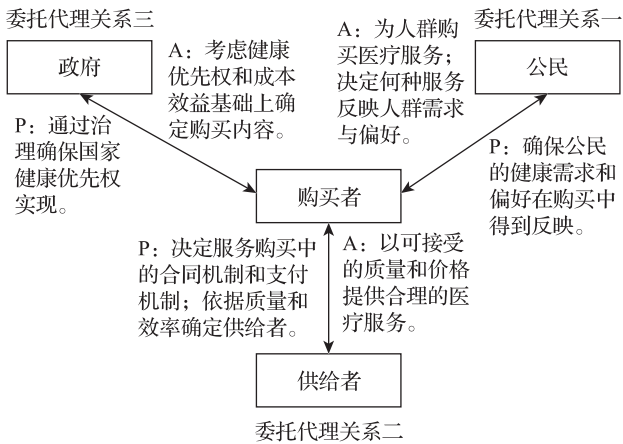 委托代理关系三
政府
A：考虑健康
优先权和成本
效益基础上确
定购买内容。
P：通过治
理确保国家
健康优先权
实现。
委托代理关系一
公民
A：为人群购
买医疗服务；
决定何种服务
反映人群需求
与偏好。
P：确保公民
的健康需求和
偏好在购买中
得到反映。
购买者
P：决定服务购买中
的合同机制和支付
机制；依据质量和
效率确定供给者。
A：以可接受
的质量和价格
提供合理的医
疗服务。
供给者
委托代理关系二